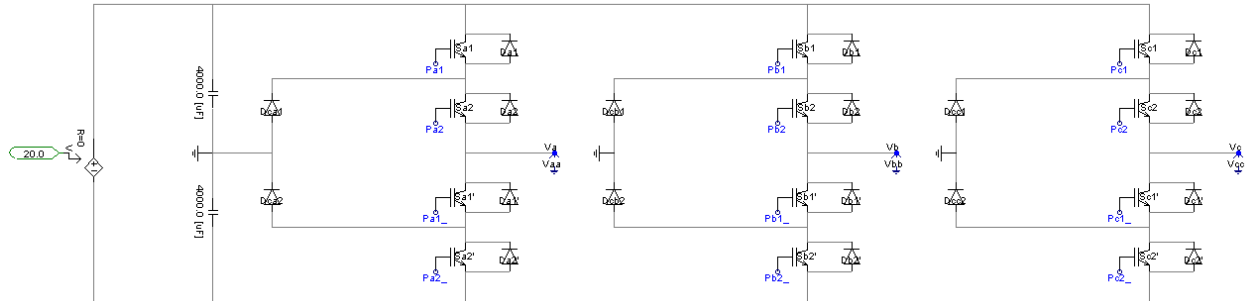 Sa1
Da1
Pa1
Sb1
Db1
Pb1
Sc1
Dc1
Pc1
4000.0 [uF]
Dca1
Sa2
Da2
Pa2
Dcb1
Sb2
Db2
Pb2
Dcc1
Sc2
Dc2
Pc2
R=0
V
20.0
+
-
Va
Vaa
Vb
Vbb
Vc
Vcc
4000.0 [uF]
Dca2
Sa1'
Da1'
Pa1_
Dcb2
Sb1'
Db1'
Pb1_
Dcc2
Sc1'
Dc1'
Pc1_
Sa2'
Da2'
Pa2_
Sb2'
Db2'
Pb2_
Sc2'
Dc2'
Pc2_